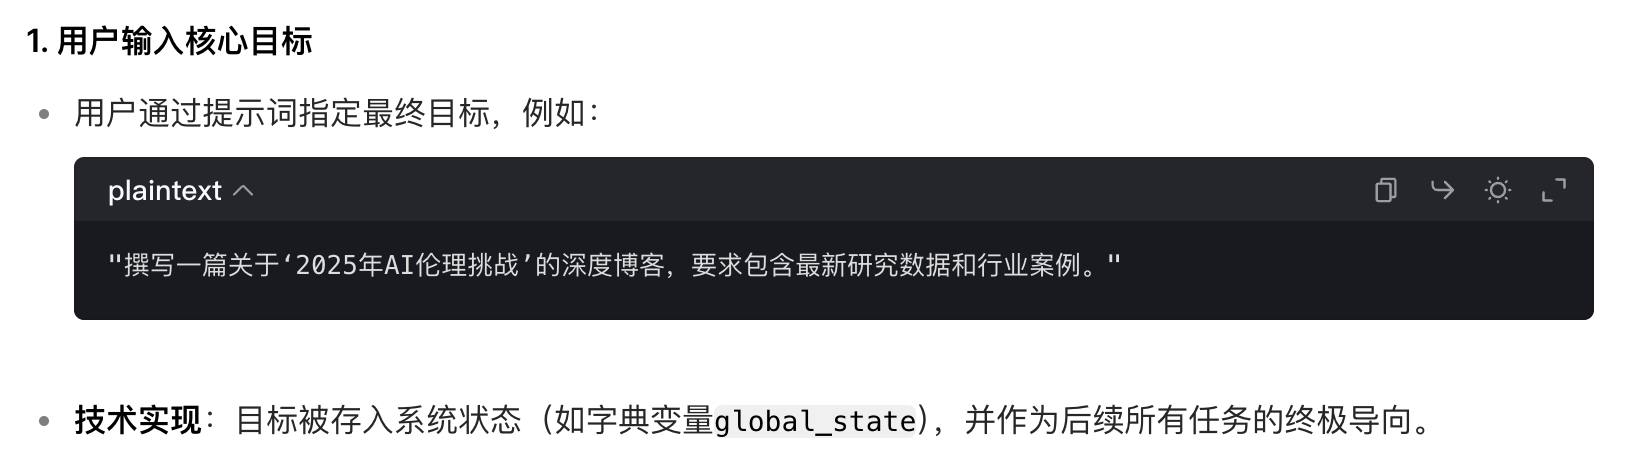 1. 用户输入核心目标
用户通过提示词指定最终目标，例如：
plaintext
"撰写一篇关于‘2025年AI伦理挑战’的深度博客，要求包含最新研究数据和行业案例。"
技术实现：目标被存入系统状态（如字典变量global_state），并作为后续所有任务的终极导向。